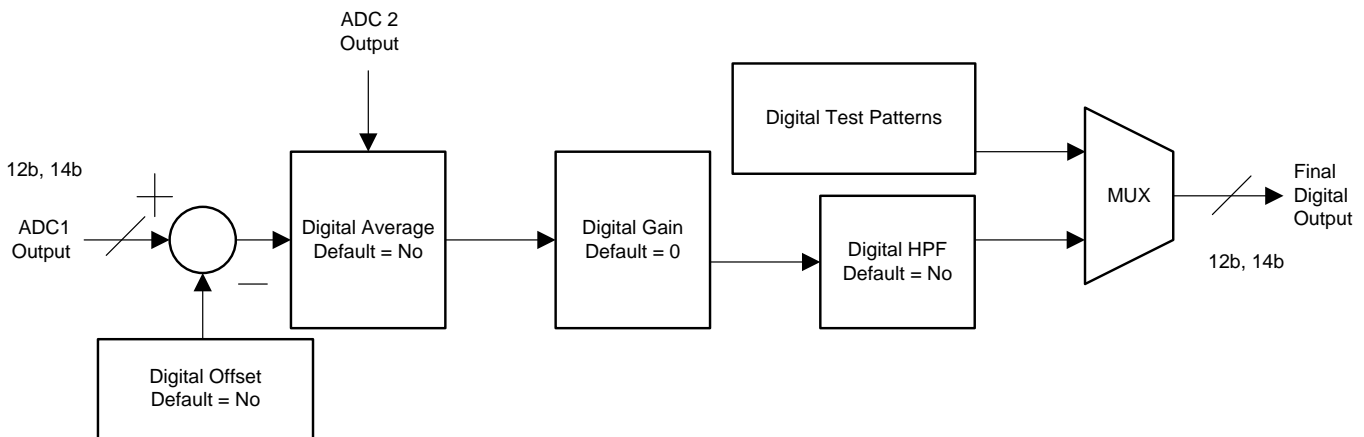 ADC 2
Output
Digital Test Patterns
12b, 14b
ADC1
Output
Digital Average
Default = No
Digital Gain
Default = 0
Digital HPF
Default = No
MUX
Final
Digital
Output
12b, 14b
Digital Offset
Default = No